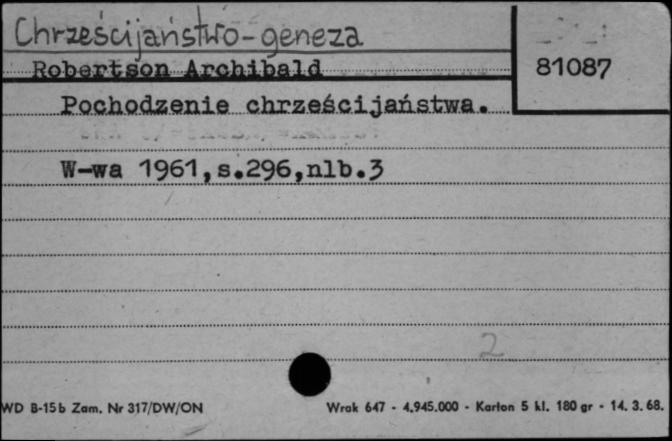 Chrześcijaństwo-geneza
Robertson Archibald
81087
Pochodzenie chrześcijaństwa.
W-wa 1961,s.296,nlb.3
2
WD B-15b Zam. Nr 317/DW/ON
Wrak 647 - 4.945.000 - Karton 5 kl. 180 gr - 14. 3. 68.